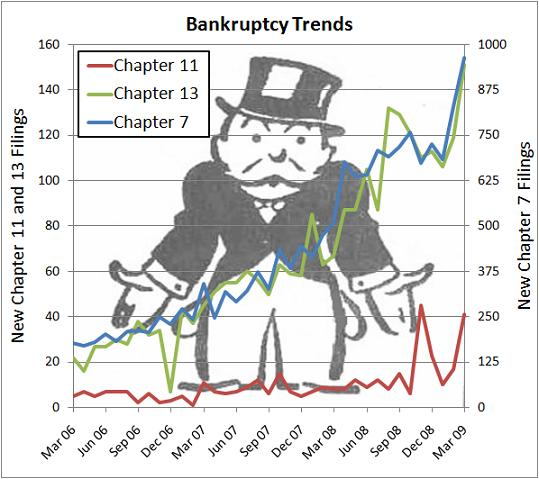 Bankruptcy Trends
Chapter 11
Chapter 13
Chapter 7
New Chapter 11 and 13 Filings
160
140
120
100
80
60
40
20
0
New Chapter 7 Filings
1000
875
750
625
500
375
250
125
0
Mar 06
Jun 06
Sep 06
Dec 06
Mar 07
Jun 07
Sep 07
Dec 07
Mar 08
Jun 08
Sep 08
Dec 08
Mar 09